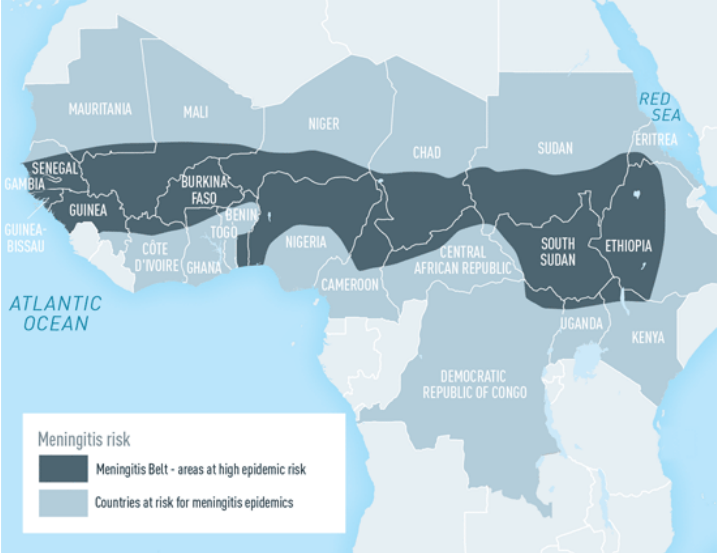 RED
SEA
MAURITANIA
MALI
NIGER
CHAD
SUDAN
ERITREA
SENEGAL
GAMBIA
BURKINA-
FASO
GUINEA
GUINEA-
BISSAU
BENIN
TOGO
CÔTE
D'IVOIRE
GHANA
NIGERIA
CAMEROON
CENTRAL
AFRICAN REPUBLIC
SOUTH
SUDAN
ETHIOPIA
ATLANTIC
OCEAN
UGANDA
KENYA
DEMOCRATIC
REPUBLIC OF CONGO
Meningitis risk
Meningitis Belt - areas at high epidemic risk
Countries at risk for meningitis epidemics